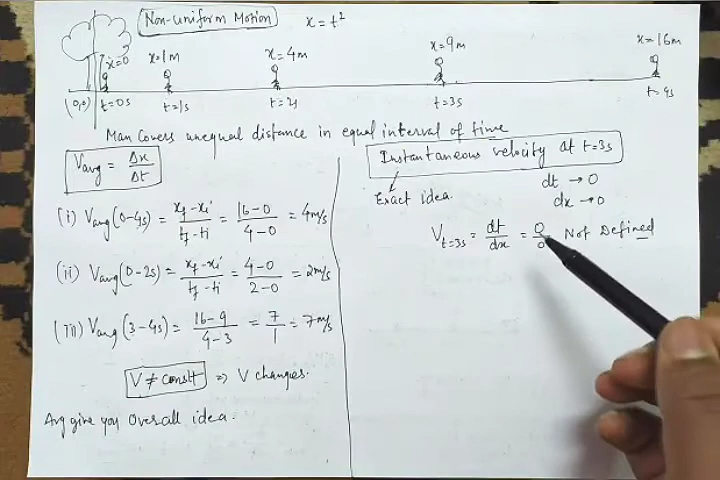 Non-uniform Motion x = t²
x=0 x=1m x=4m x=9m x=16m
(0,0) t=0s t=1s t=2s t=3s t=4s
Man Covers unequal distance in equal interval of time
Vavg = Δx/Δt
(i) Vavg(0-4s) = xf-xi/tf-ti = 16-0/4-0 = 4m/s
(ii) Vavg(0-2s) = xf-xi/tf-ti = 4-0/2-0 = 2m/s
(iii) Vavg(3-4s) = 16-9/4-3 = 7/1 = 7m/s
V ≠ constt ⇒ V changes.
Avg give you Overall idea.
Instantaneous velocity at t=3s
Exact idea.
dt → 0
dx → 0
Vt=3s = dt/dx = 0/0 Not Defined